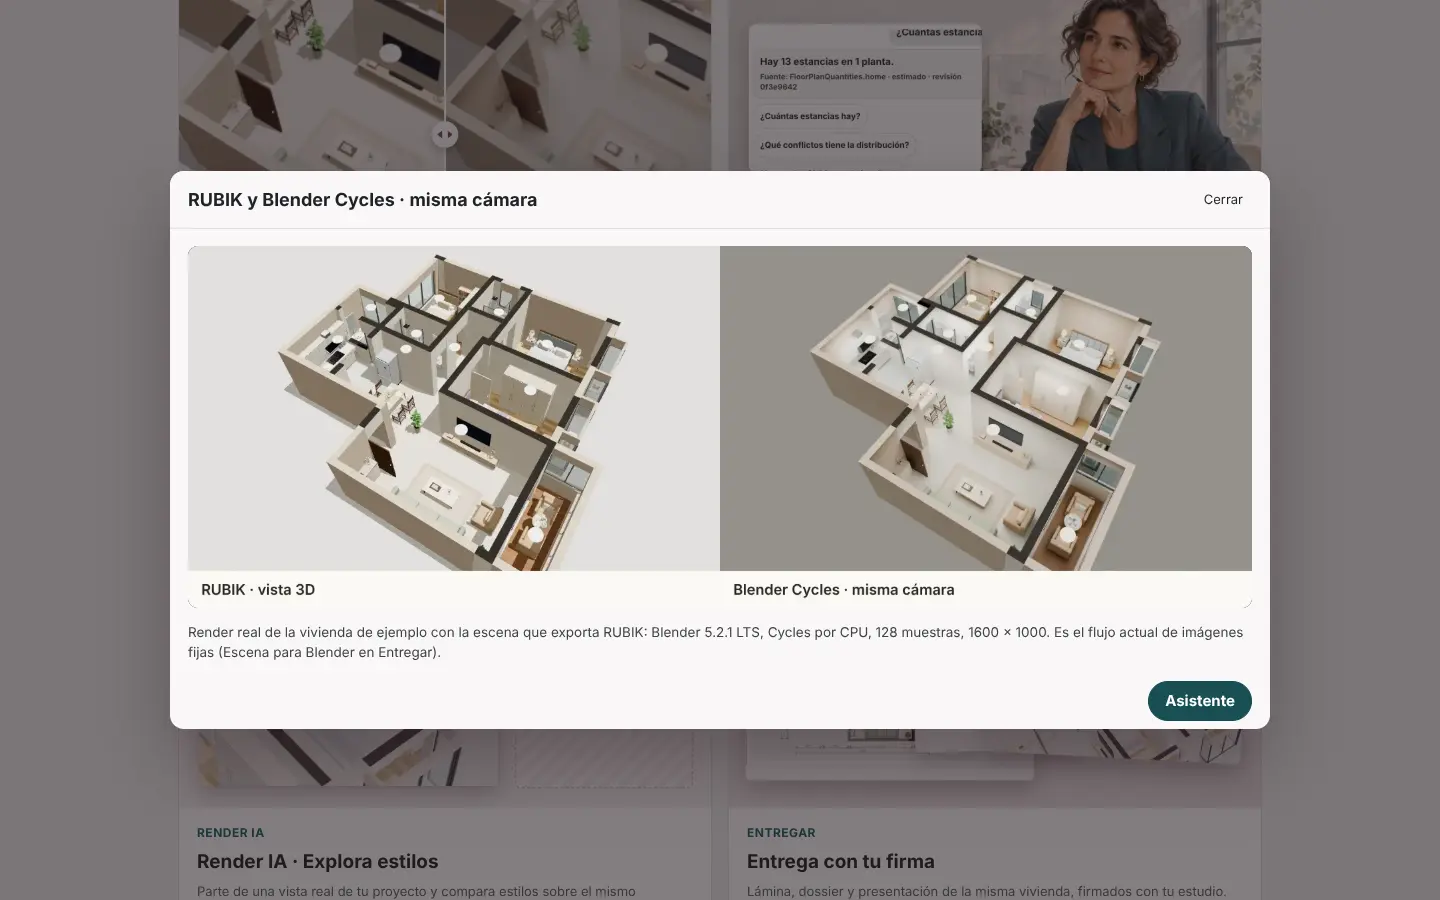 ¿Cuántas estancia
Hay 13 estancias en 1 planta.
Fuente: FloorPlanQuantities.home · estimado · revisión
0f3e9642
¿Cuántas estancias hay?
¿Qué conflictos tiene la distribución?
RUBIK y Blender Cycles · misma cámara
Cerrar
RUBIK · vista 3D
Blender Cycles · misma cámara
Render real de la vivienda de ejemplo con la escena que exporta RUBIK: Blender 5.2.1 LTS, Cycles por CPU, 128 muestras, 1600 × 1000. Es el flujo actual de imágenes
fijas (Escena para Blender en Entregar).
Asistente
RENDER IA
Render IA · Explora estilos
Parte de una vista real de tu proyecto y compara estilos sobre el mismo
ENTREGAR
Entrega con tu firma
Lámina, dossier y presentación de la misma vivienda, firmados con tu estudio.